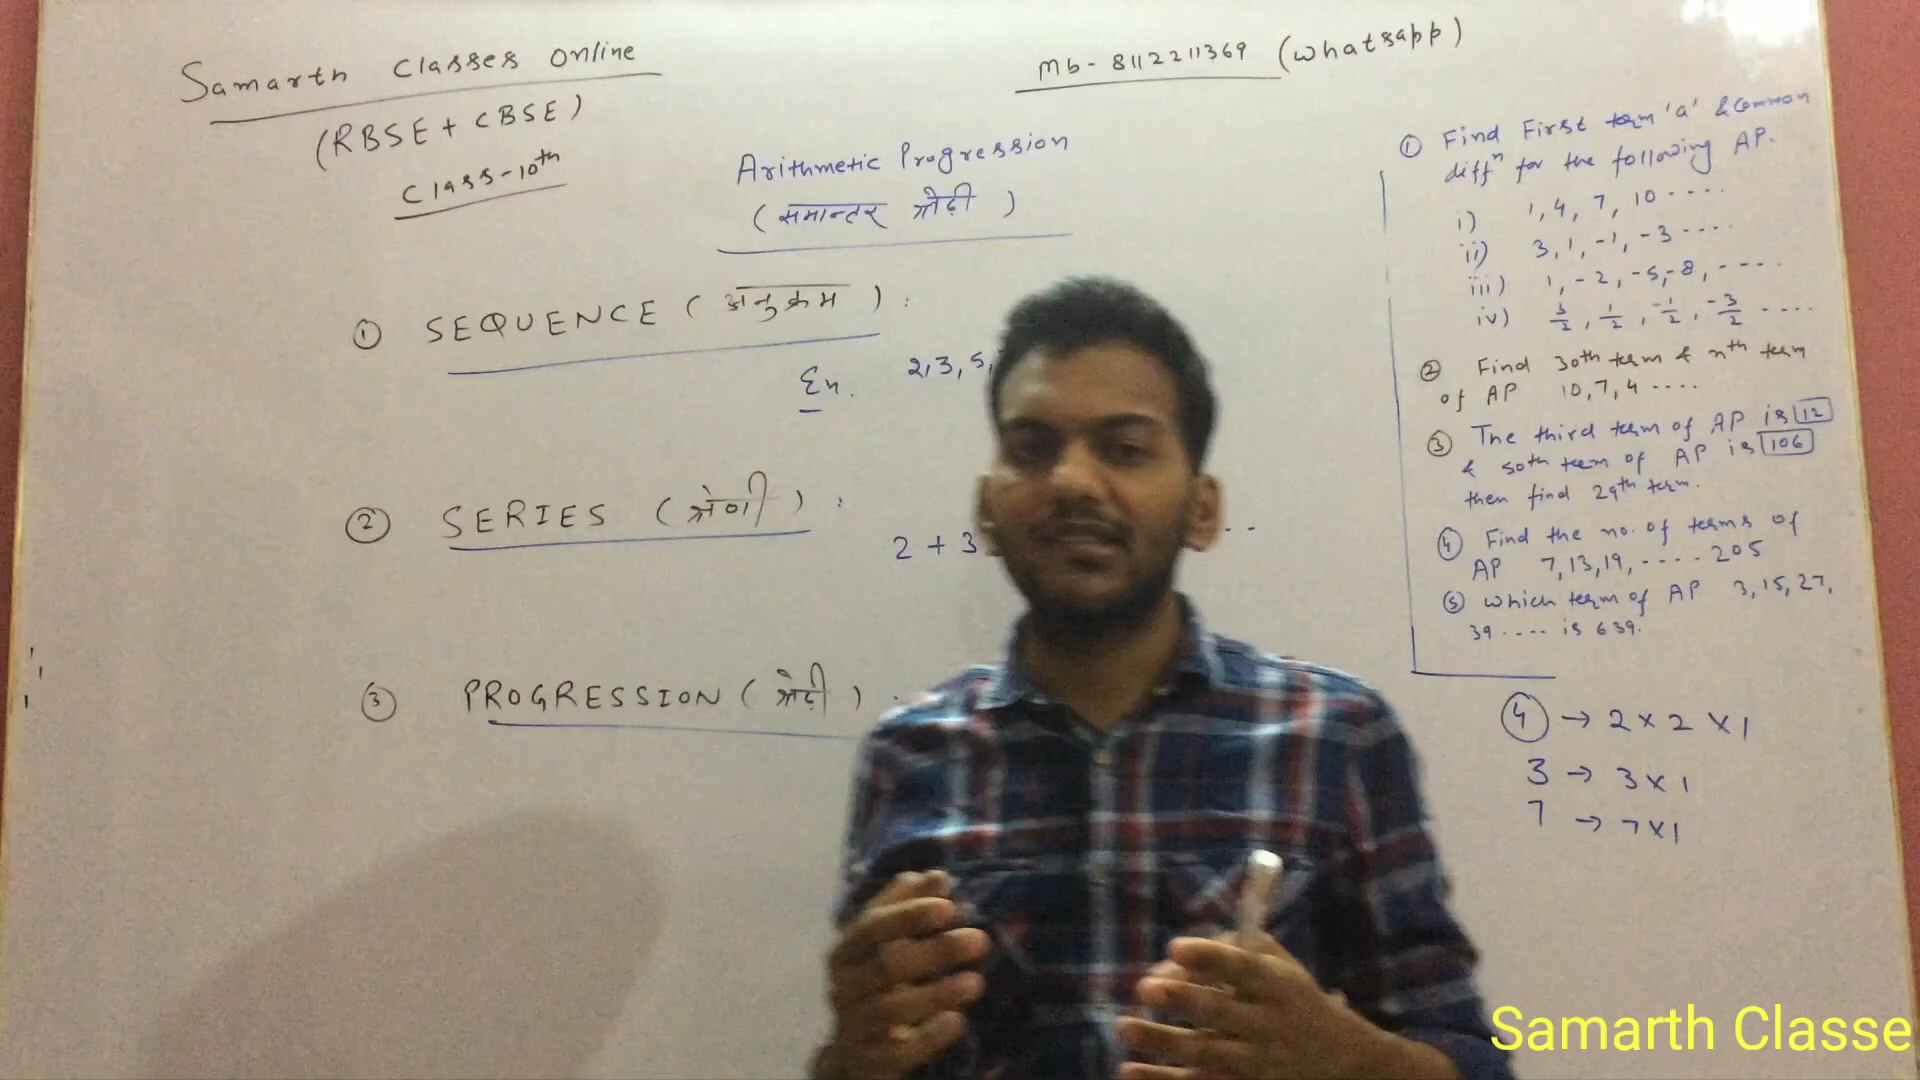 Samarth Classes Online
(RBSE + CBSE)
Class-10th
Mb- 8112211369 (Whatsapp)
Arithmetic Progression
(समान्तर श्रेढ़ी)
① SEQUENCE (अनुक्रम) :
Ex. 2,3,5,
② SERIES (श्रेणी) :
2 + 3
③ PROGRESSION (श्रेढ़ी)
① Find First term 'a' & Common
diffⁿ for the following AP.
i) 1, 4, 7, 10 ....
ii) 3, 1, -1, -3 ....
iii) 1, -2, -5, -8, ....
iv) 3/2, 1/2, -1/2, -3/2 ....
② Find 30th term & nth term
of AP 10, 7, 4 ....
③ The third term of AP is 12
& 50th term of AP is 106
then find 29th term.
④ Find the no. of terms of
AP 7, 13, 19, ..... 205
⑤ Which term of AP 3, 15, 27,
39 .... is 639.
④ → 2 × 2 × 1
3 → 3 × 1
7 → 7 × 1
Samarth Classe